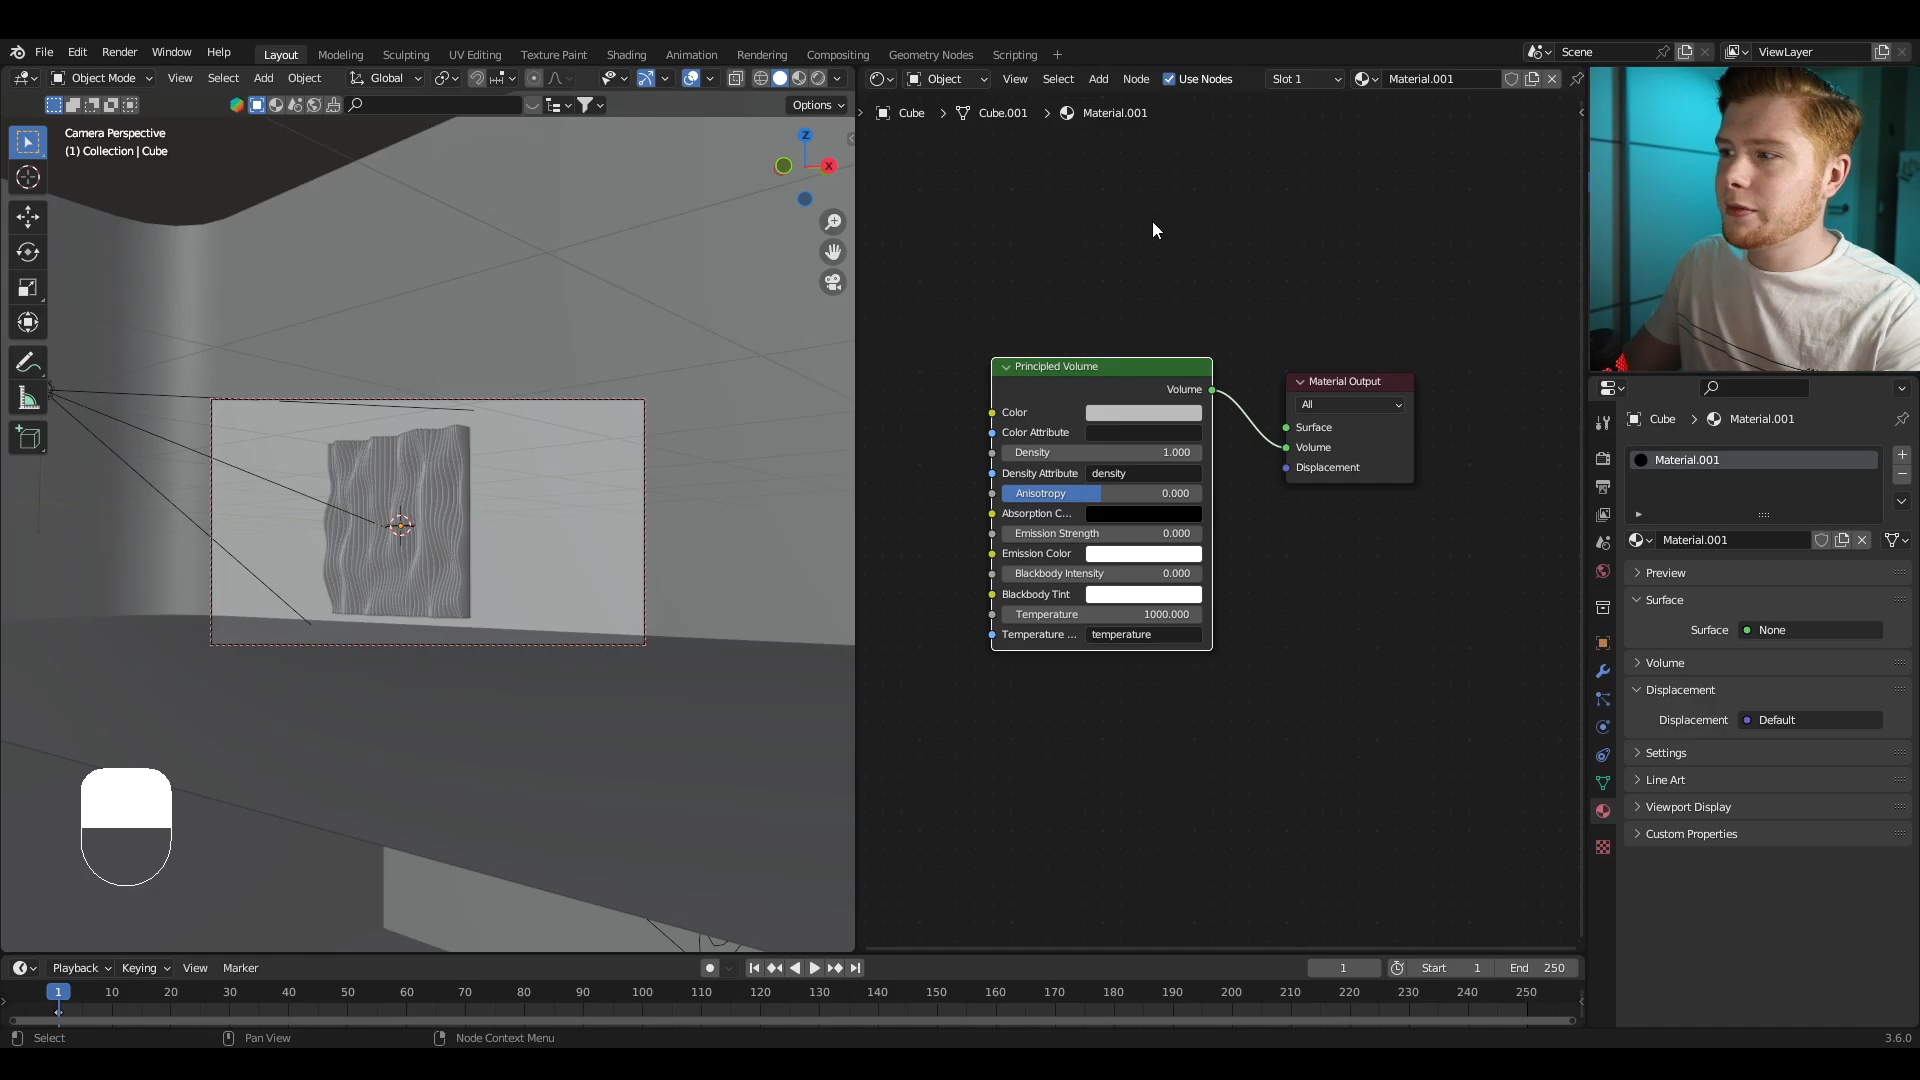 File Edit Render Window Help Layout Modeling Sculpting UV Editing Texture Paint Shading Animation Rendering Compositing Geometry Nodes Scripting + Scene ViewLayer
Object Mode View Select Add Object Global Object View Select Add Node Use Nodes Slot 1 Material.001
Options
Cube > Cube.001 > Material.001
Camera Perspective
(1) Collection | Cube
Z
X
Principled Volume
Volume
Color
Color Attribute
Density 1.000
Density Attribute density
Anisotropy 0.000
Absorption C...
Emission Strength 0.000
Emission Color
Blackbody Intensity 0.000
Blackbody Tint
Temperature 1000.000
Temperature ... temperature
Material Output
All
Surface
Volume
Displacement
Cube > Material.001
Material.001
Material.001
Preview
Surface
Surface None
Volume
Displacement
Displacement Default
Settings
Line Art
Viewport Display
Custom Properties
Playback Keying View Marker 1 Start 1 End 250
1 10 20 30 40 50 60 70 80 90 100 110 120 130 140 150 160 170 180 190 200 210 220 230 240 250
Select Pan View Node Context Menu 3.6.0